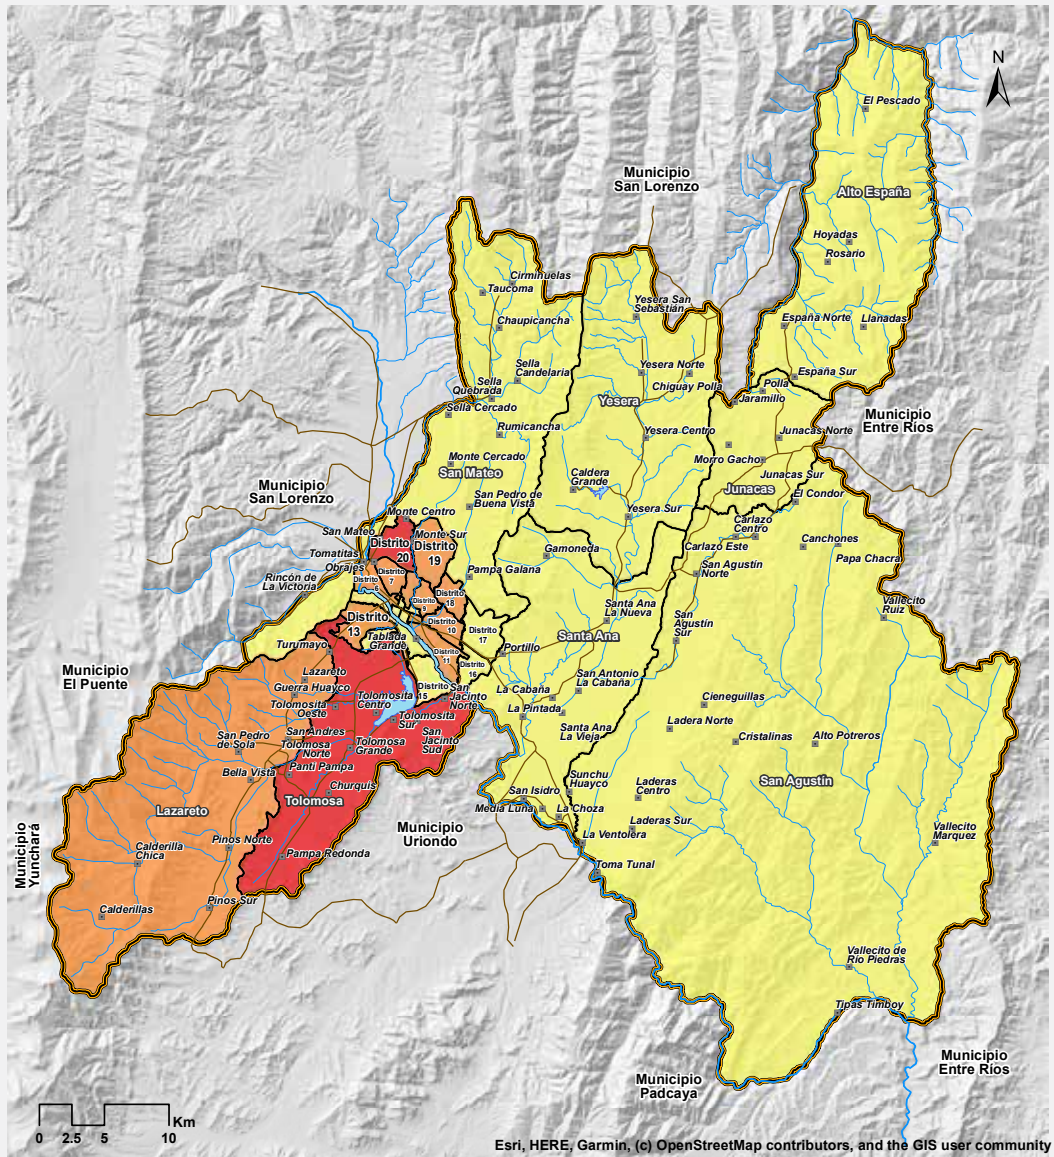 N
El Pescado
Municipio
San Lorenzo
Alto España
Hoyadas
Rosario
Cirminuelas
Taucoma
Yesera San
Sebastián
Chaupicancha
España Norte
Llanadas
Sella
Candelaria
Yesera Norte
España Sur
Sella
Quebrada
Chiguay Polla
Polla
Jaramillo
Yesera
Sella Cercado
Municipio
Entre Ríos
Rumicancha
Yesera Centro
Junacas Norte
Monte Cercado
San Mateo
Morro Gacho
Caldera
Grande
Junacas Sur
Junacas
Municipio
San Lorenzo
San Pedro de
Buena Vista
El Condor
Monte Centro
Yesera Sur
Carlazo
Centro
San Mateo
Monte Sur
Distrito
20
Distrito
19
Canchones
Carlazo Este
Gamoneda
Tomatitas
Papa Chacra
Obrajes
San Agustín
Norte
Pampa Galana
Distrito
6
Distrito
7
Rincón de
La Victoria
Distrito
18
Distrito
9
Vallecito
Ruiz
Santa Ana
La Nueva
Distrito
13
Distrito
10
San
Agustín
Sur
Distrito
17
Santa Ana
Tablada
Grande
Turumayo
Portillo
Distrito
11
Distrito
16
Municipio
El Puente
Lazareto
San Antonio
La Cabaña
Guerra Huayco
Distrito
15
San
Jacinto
Norte
La Cabaña
Tolomosita
Centro
Cieneguillas
Tolomosita
Oeste
La Pintada
Tolomosita
Sur
Ladera Norte
San Andres
Santa Ana
La Vieja
San
Jacinto
Sud
San Pedro
de Sola
Tolomosa
Norte
Tolomosa
Grande
Cristalinas
Alto Potreros
Panti Pampa
Bella Vista
Sunchu
Huayco
San Agustín
Churquis
Laderas
Centro
San Isidro
Tolomosa
Lazareto
Media Luna
La Choza
Laderas Sur
Municipio
Uriondo
Vallecito
Marquez
La Ventolera
Pinos Norte
Calderilla
Chica
Pampa Redonda
Municipio
Yunchará
Toma Tunal
Pinos Sur
Calderillas
Vallecito de
Rio Piedras
Tipas Timboy
Municipio
Entre Ríos
Municipio
Padcaya
Km
0 2.5 5 10
Esri, HERE, Garmin, (c) OpenStreetMap contributors, and the GIS user community